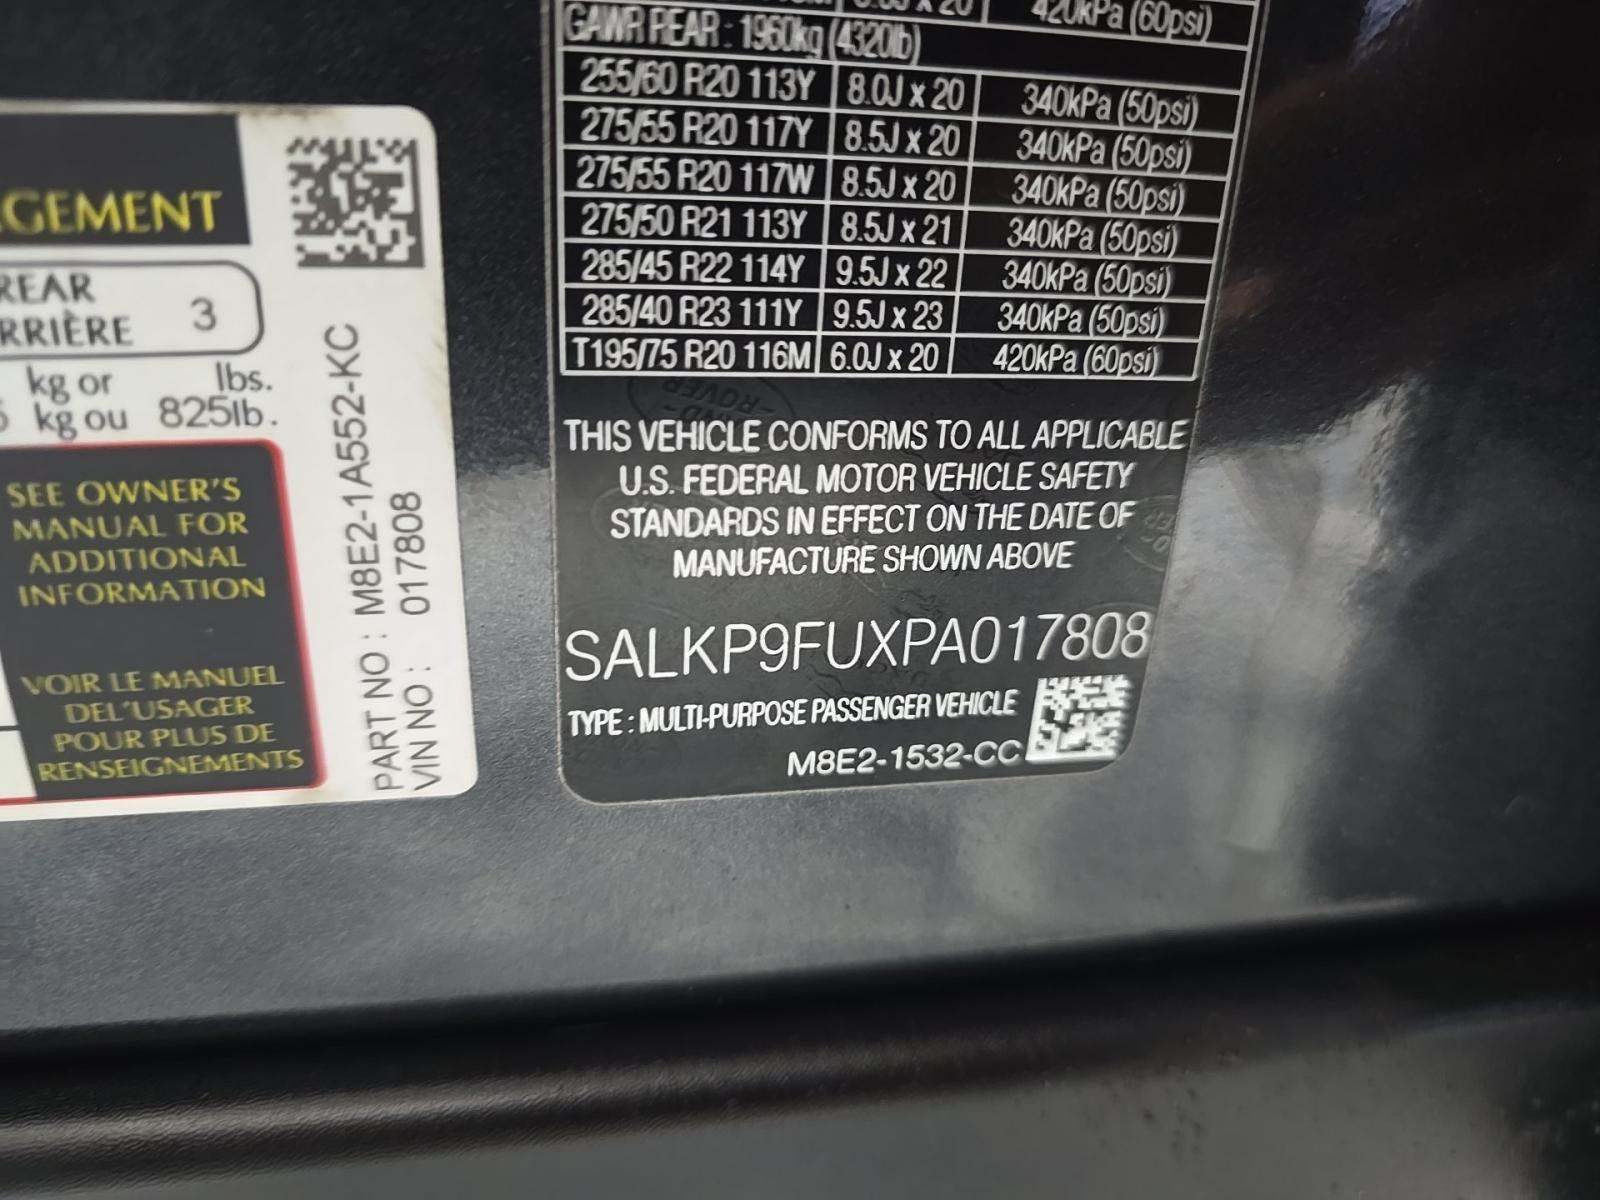 GEMENT
REAR
RRIÈRE 3
kg or lbs.
kg ou 825lb.
SEE OWNER'S
MANUAL FOR
ADDITIONAL
INFORMATION
VOIR LE MANUEL
DEL'USAGER
POUR PLUS DE
RENSEIGNEMENTS
PART NO : M8E2-1A552-KC
VIN NO : 017808
x 20 420kPa (60psi)
GAWR REAR : 1960kg (4320lb)
255/60 R20 113Y 8.0J x 20 340kPa (50psi)
275/55 R20 117Y 8.5J x 20 340kPa (50psi)
275/55 R20 117W 8.5J x 20 340kPa (50psi)
275/50 R21 113Y 8.5J x 21 340kPa (50psi)
285/45 R22 114Y 9.5J x 22 340kPa (50psi)
285/40 R23 111Y 9.5J x 23 340kPa (50psi)
T195/75 R20 116M 6.0J x 20 420kPa (60psi)
THIS VEHICLE CONFORMS TO ALL APPLICABLE
U.S. FEDERAL MOTOR VEHICLE SAFETY
STANDARDS IN EFFECT ON THE DATE OF
MANUFACTURE SHOWN ABOVE
SALKP9FUXPA017808
TYPE : MULTI-PURPOSE PASSENGER VEHICLE
M8E2-1532-CC